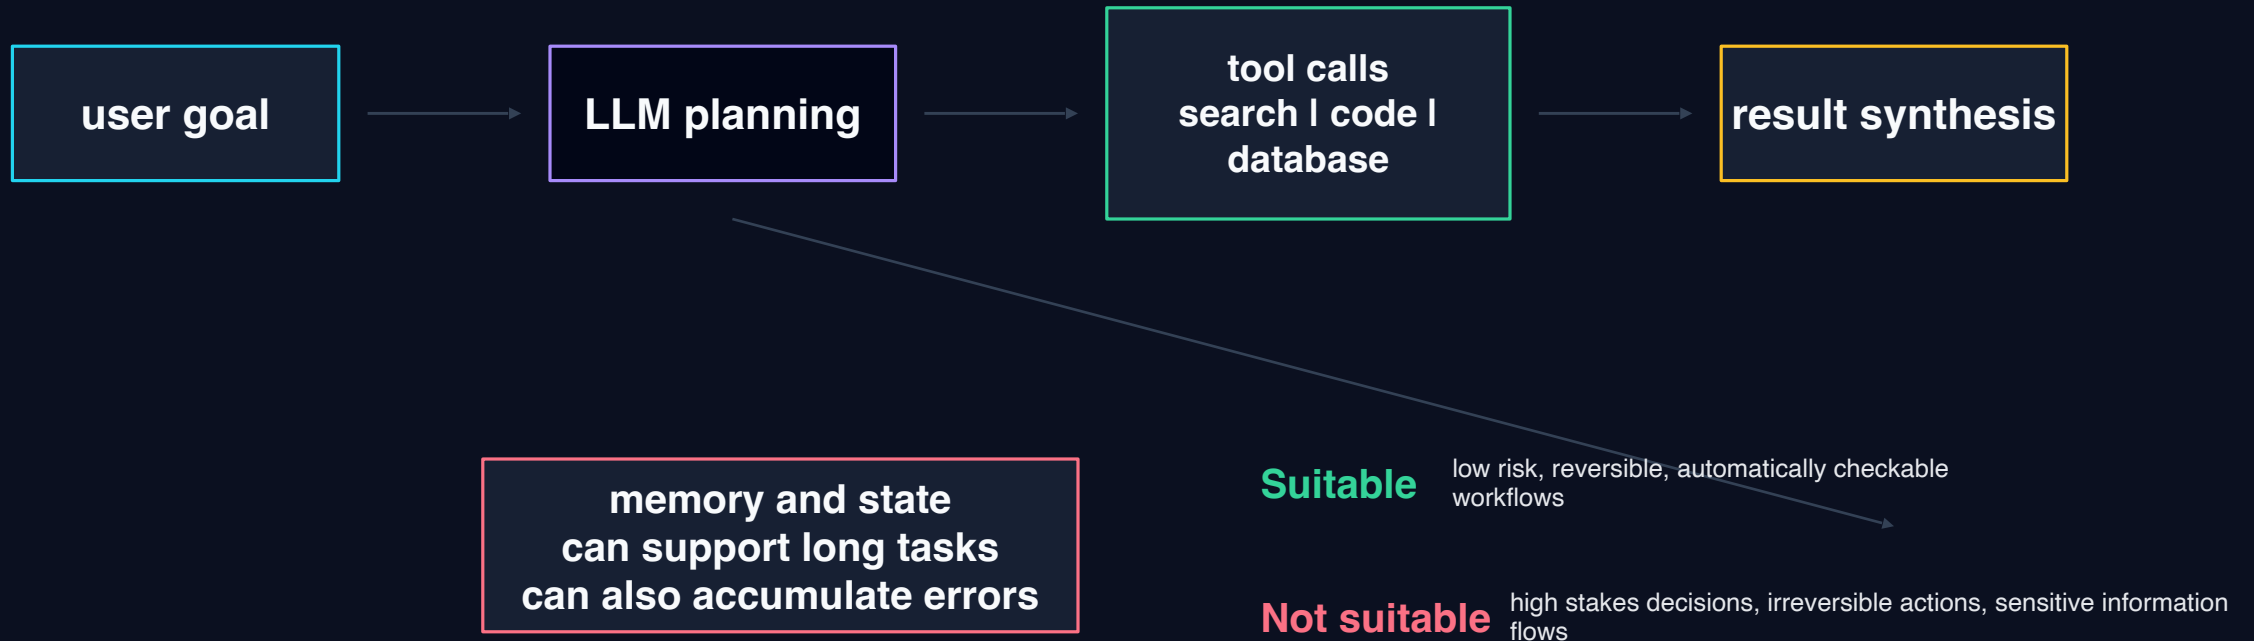 user goal
LLM planning
tool calls
search | code |
database
result synthesis
memory and state
can support long tasks
can also accumulate errors
Suitable
low risk, reversible, automatically checkable
workflows
Not suitable
high stakes decisions, irreversible actions, sensitive information
flows